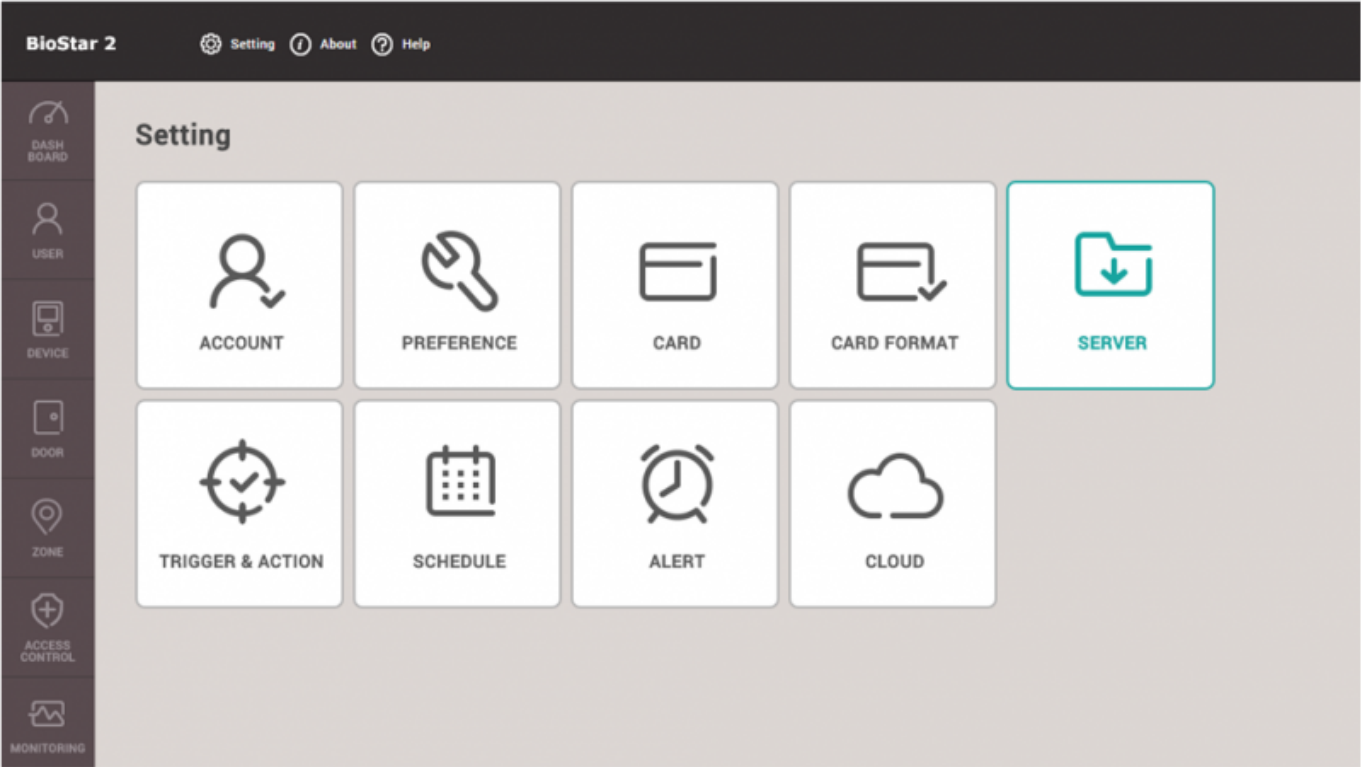 BioStar 2
Setting
About
Help
DASH
BOARD
USER
DEVICE
DOOR
ZONE
ACCESS
CONTROL
MONITORING
Setting
ACCOUNT
PREFERENCE
CARD
CARD FORMAT
SERVER
TRIGGER & ACTION
SCHEDULE
ALERT
CLOUD